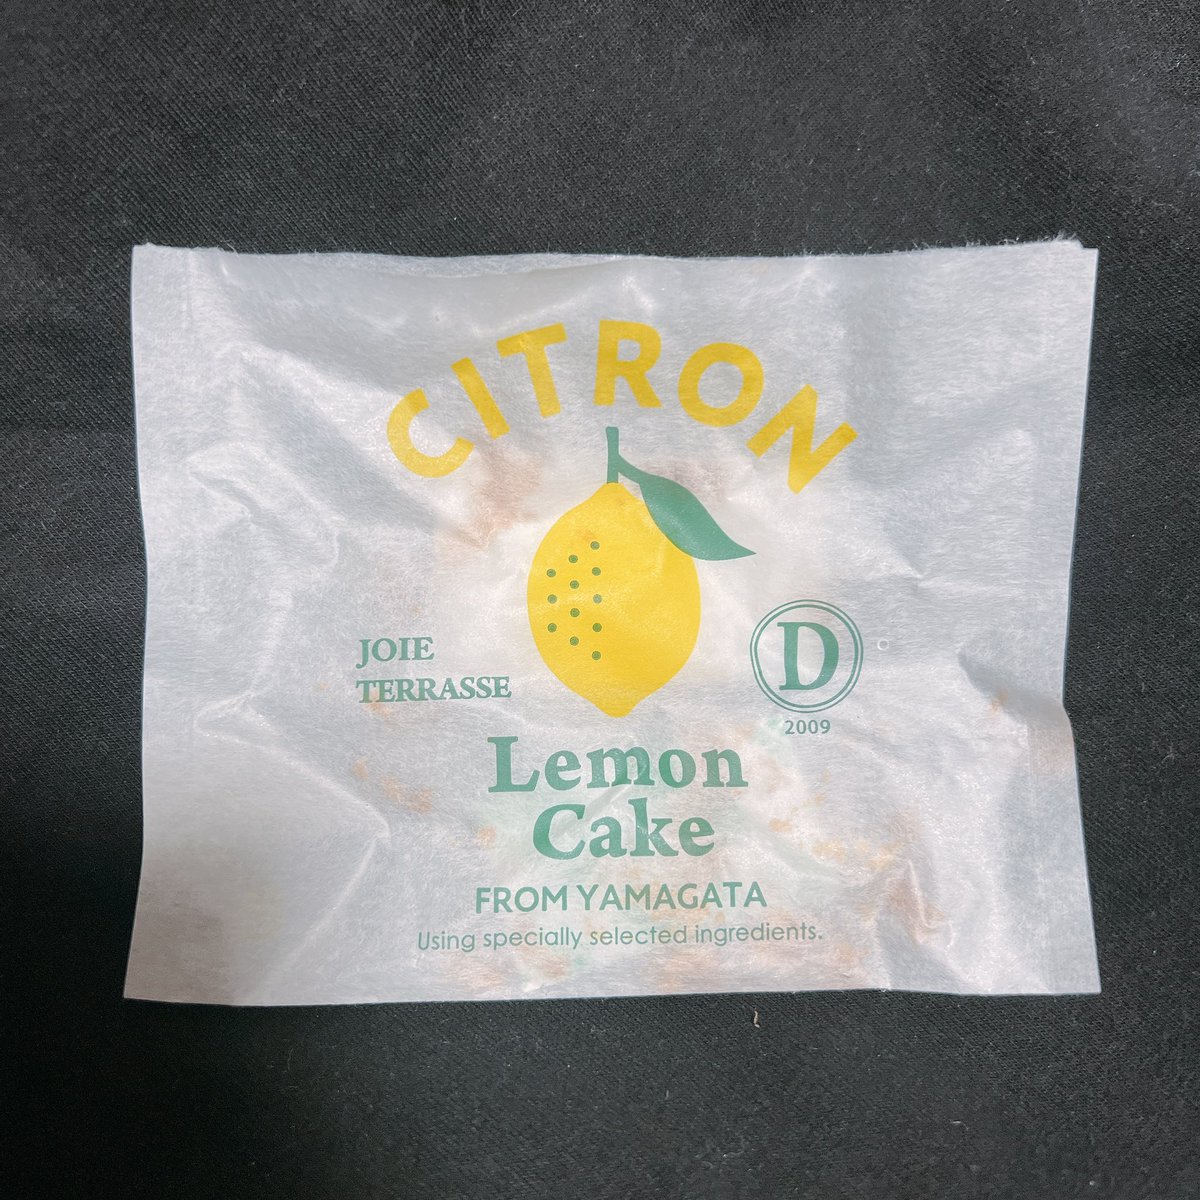 CITRON
JOIE
TERRASSE
D
2009
Lemon
Cake
FROM YAMAGATA
Using specially selected ingredients.